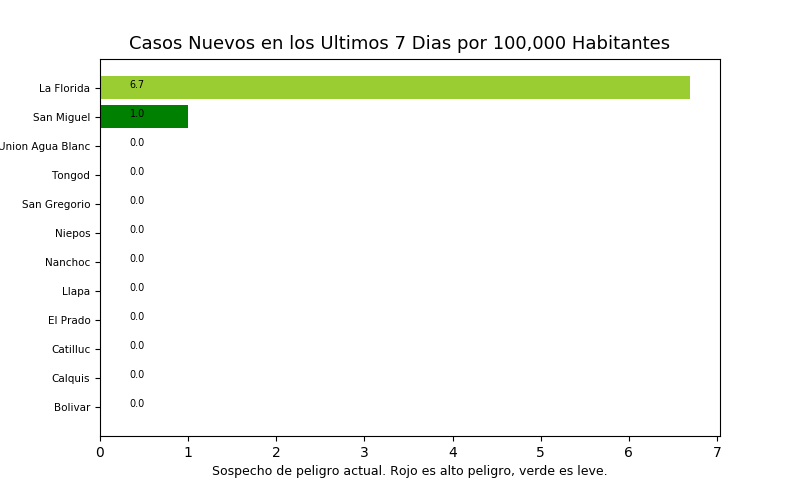 Casos Nuevos en los Ultimos 7 Dias por 100,000 Habitantes
La Florida 6.7
San Miguel 1.0
Union Agua Blanc 0.0
Tongod 0.0
San Gregorio 0.0
Niepos 0.0
Nanchoc 0.0
Llapa 0.0
El Prado 0.0
Catilluc 0.0
Calquis 0.0
Bolivar 0.0
0 1 2 3 4 5 6 7
Sospecho de peligro actual. Rojo es alto peligro, verde es leve.